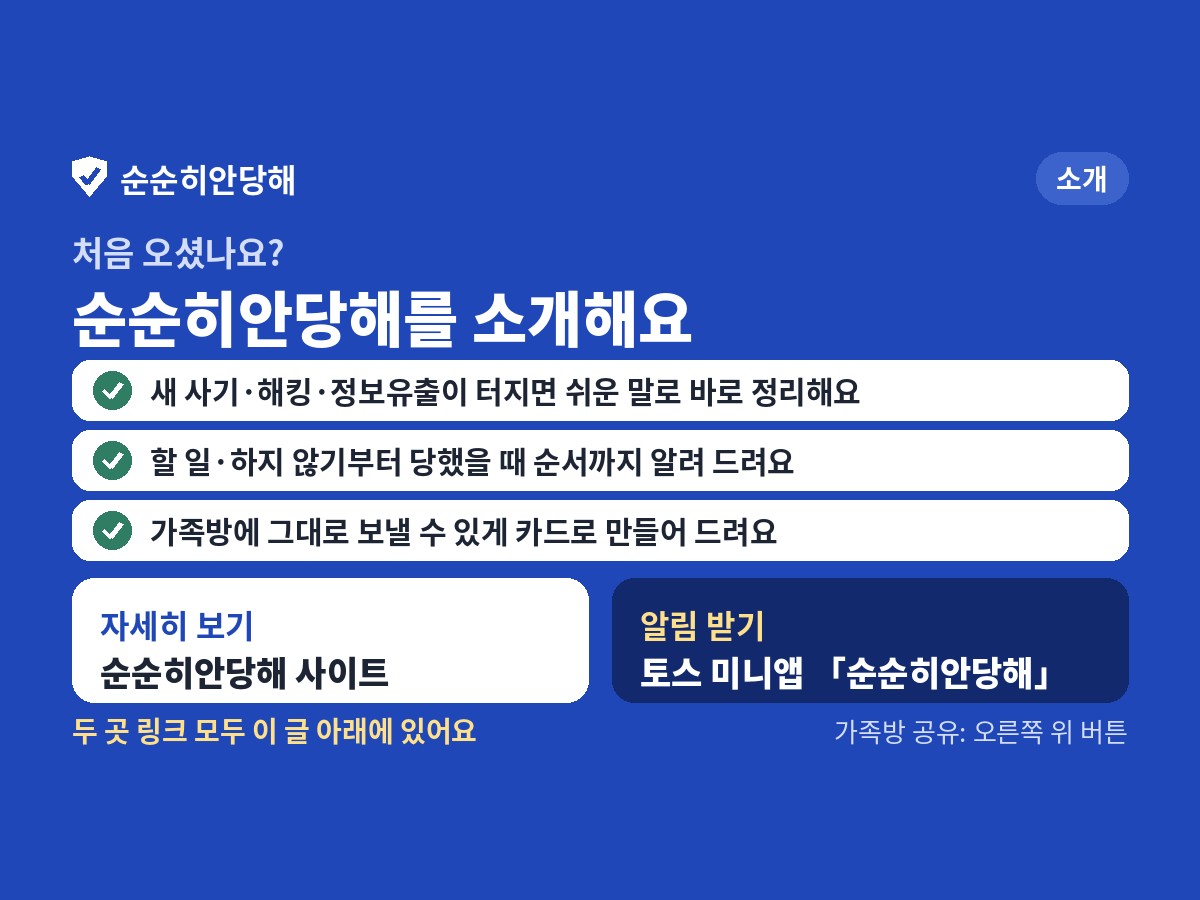 순순히안당해
소개
처음 오셨나요?
순순히안당해를 소개해요
새 사기·해킹·정보유출이 터지면 쉬운 말로 바로 정리해요
할 일·하지 않기부터 당했을 때 순서까지 알려 드려요
가족방에 그대로 보낼 수 있게 카드로 만들어 드려요
자세히 보기
순순히안당해 사이트
알림 받기
토스 미니앱 「순순히안당해」
두 곳 링크 모두 이 글 아래에 있어요
가족방 공유: 오른쪽 위 버튼